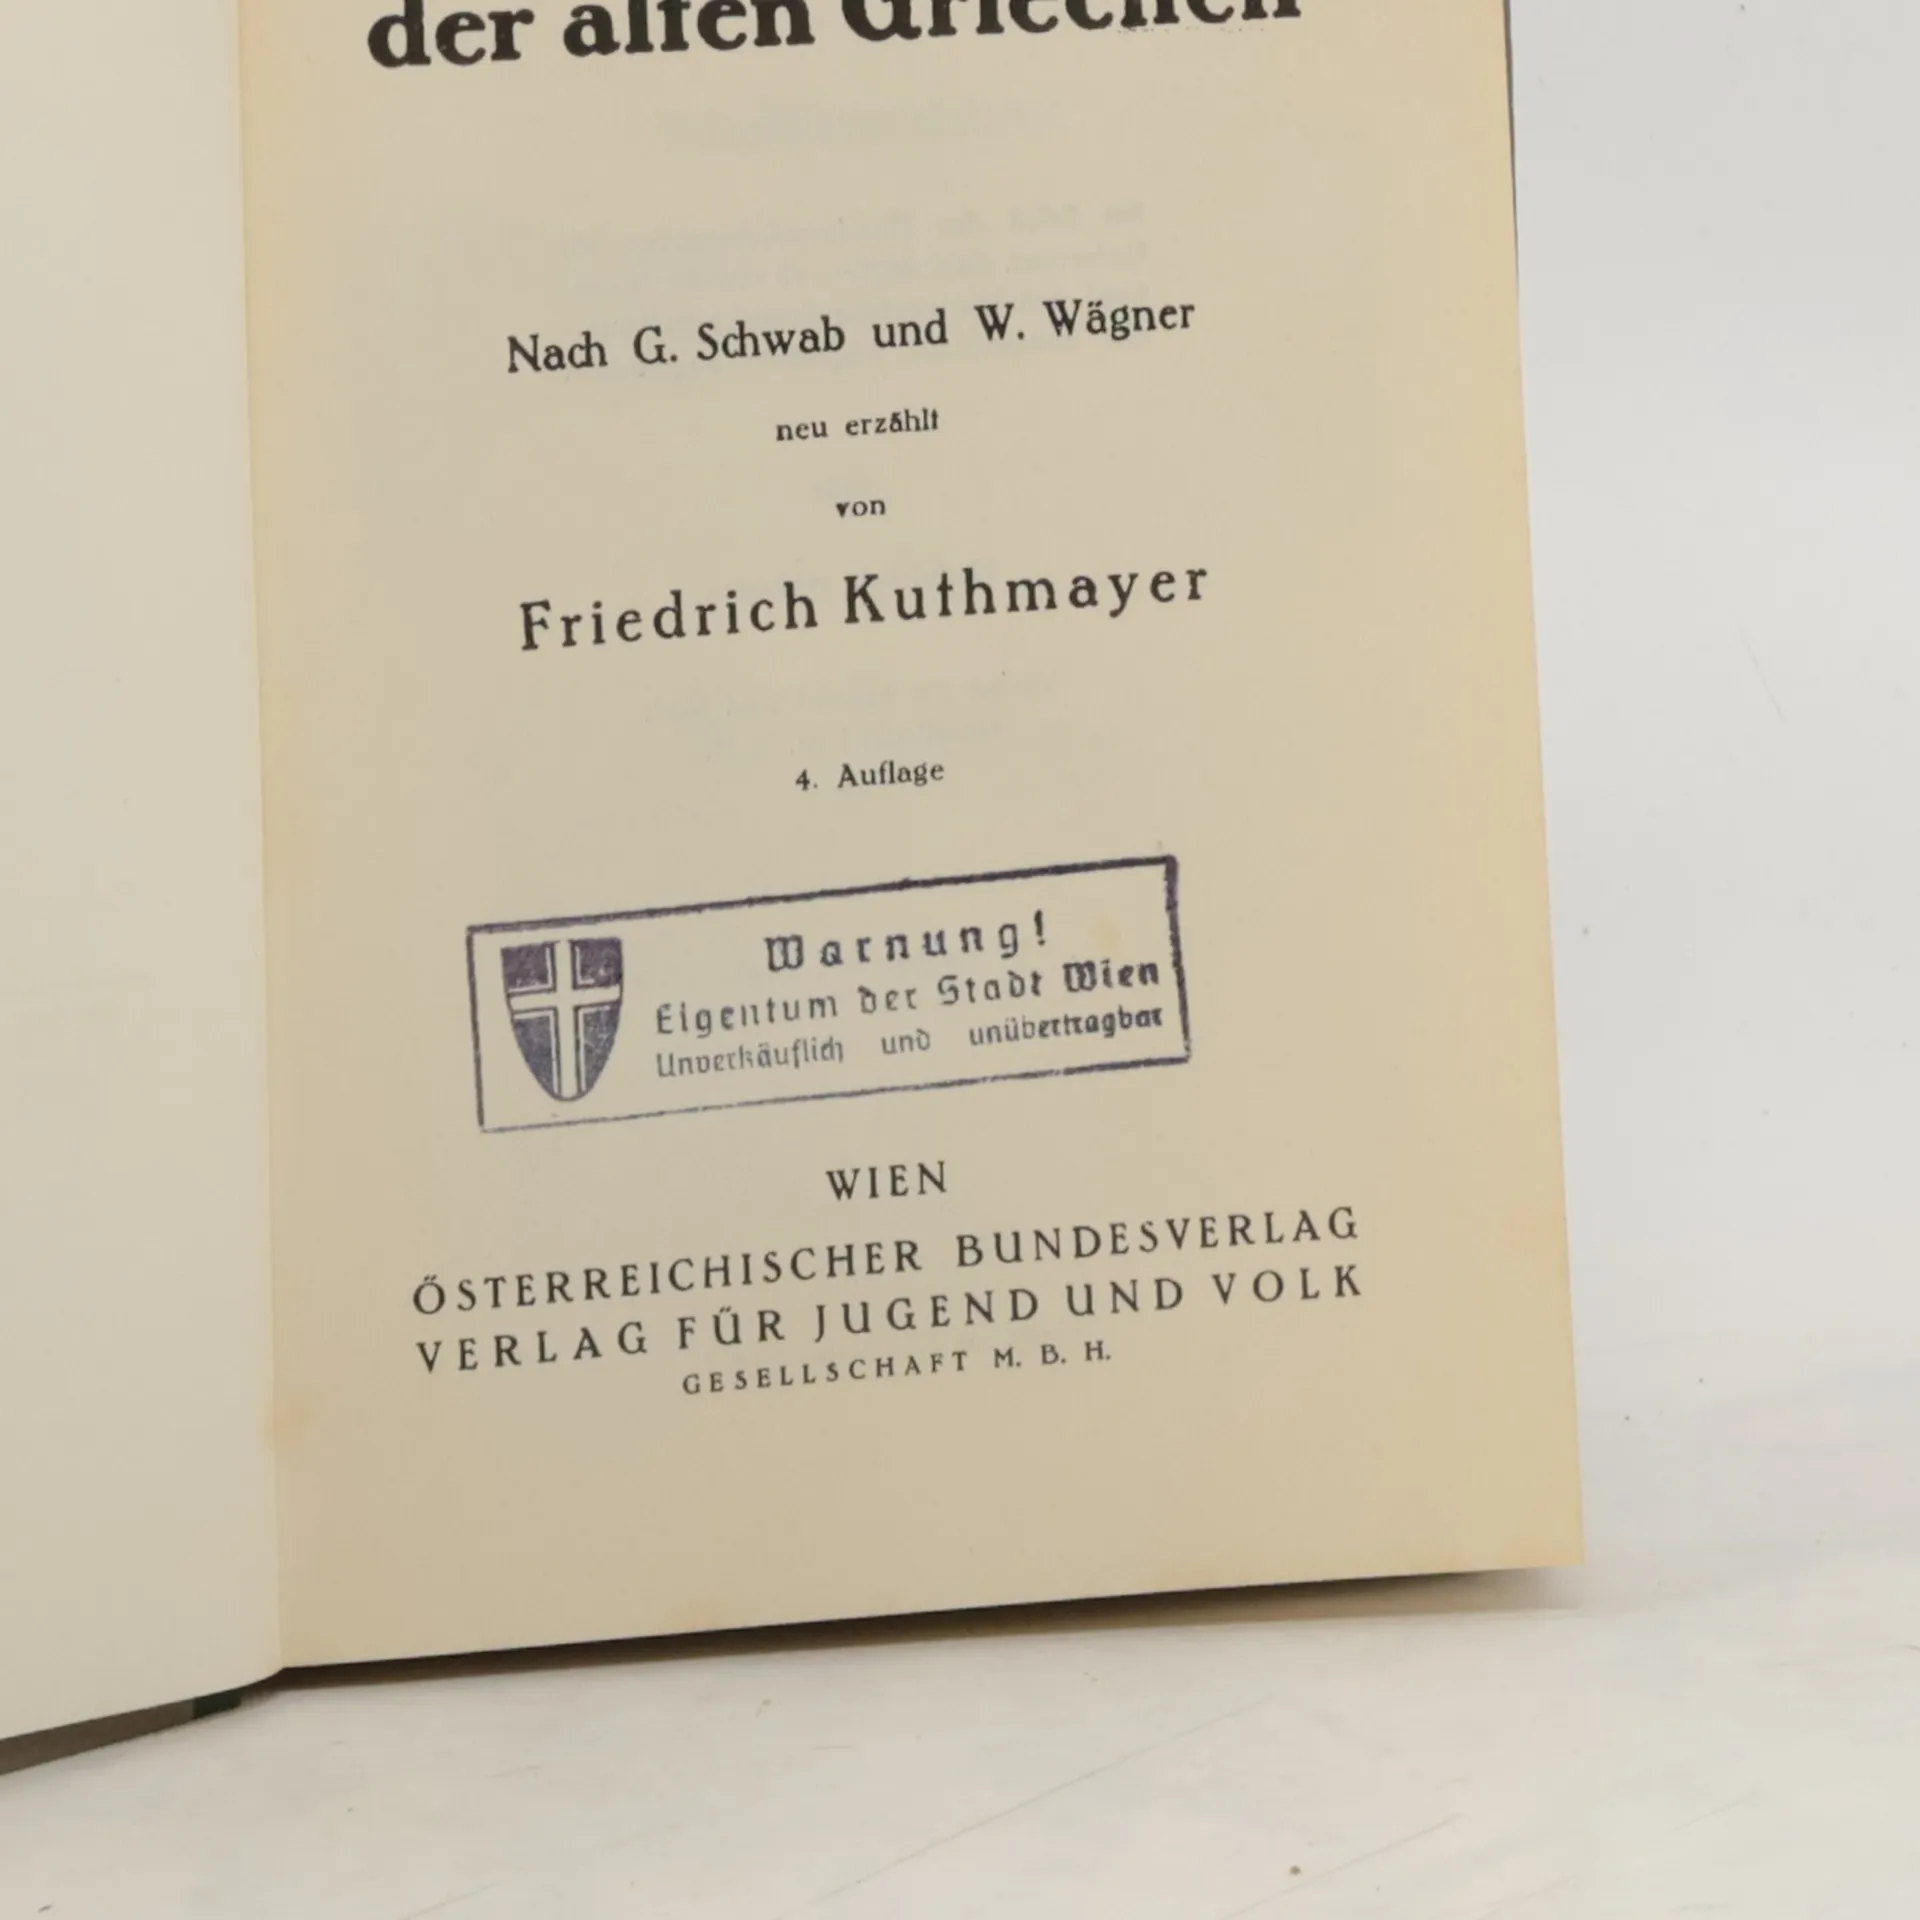 der alten Griechen
Nach G. Schwab und W. Wägner
neu erzählt
von
Friedrich Kuthmayer
4. Auflage
Warnung!
Eigentum der Stadt Wien
Unverkäuflich und unübertragbar
WIEN
ÖSTERREICHISCHER BUNDESVERLAG
VERLAG FÜR JUGEND UND VOLK
GESELLSCHAFT M. B. H.